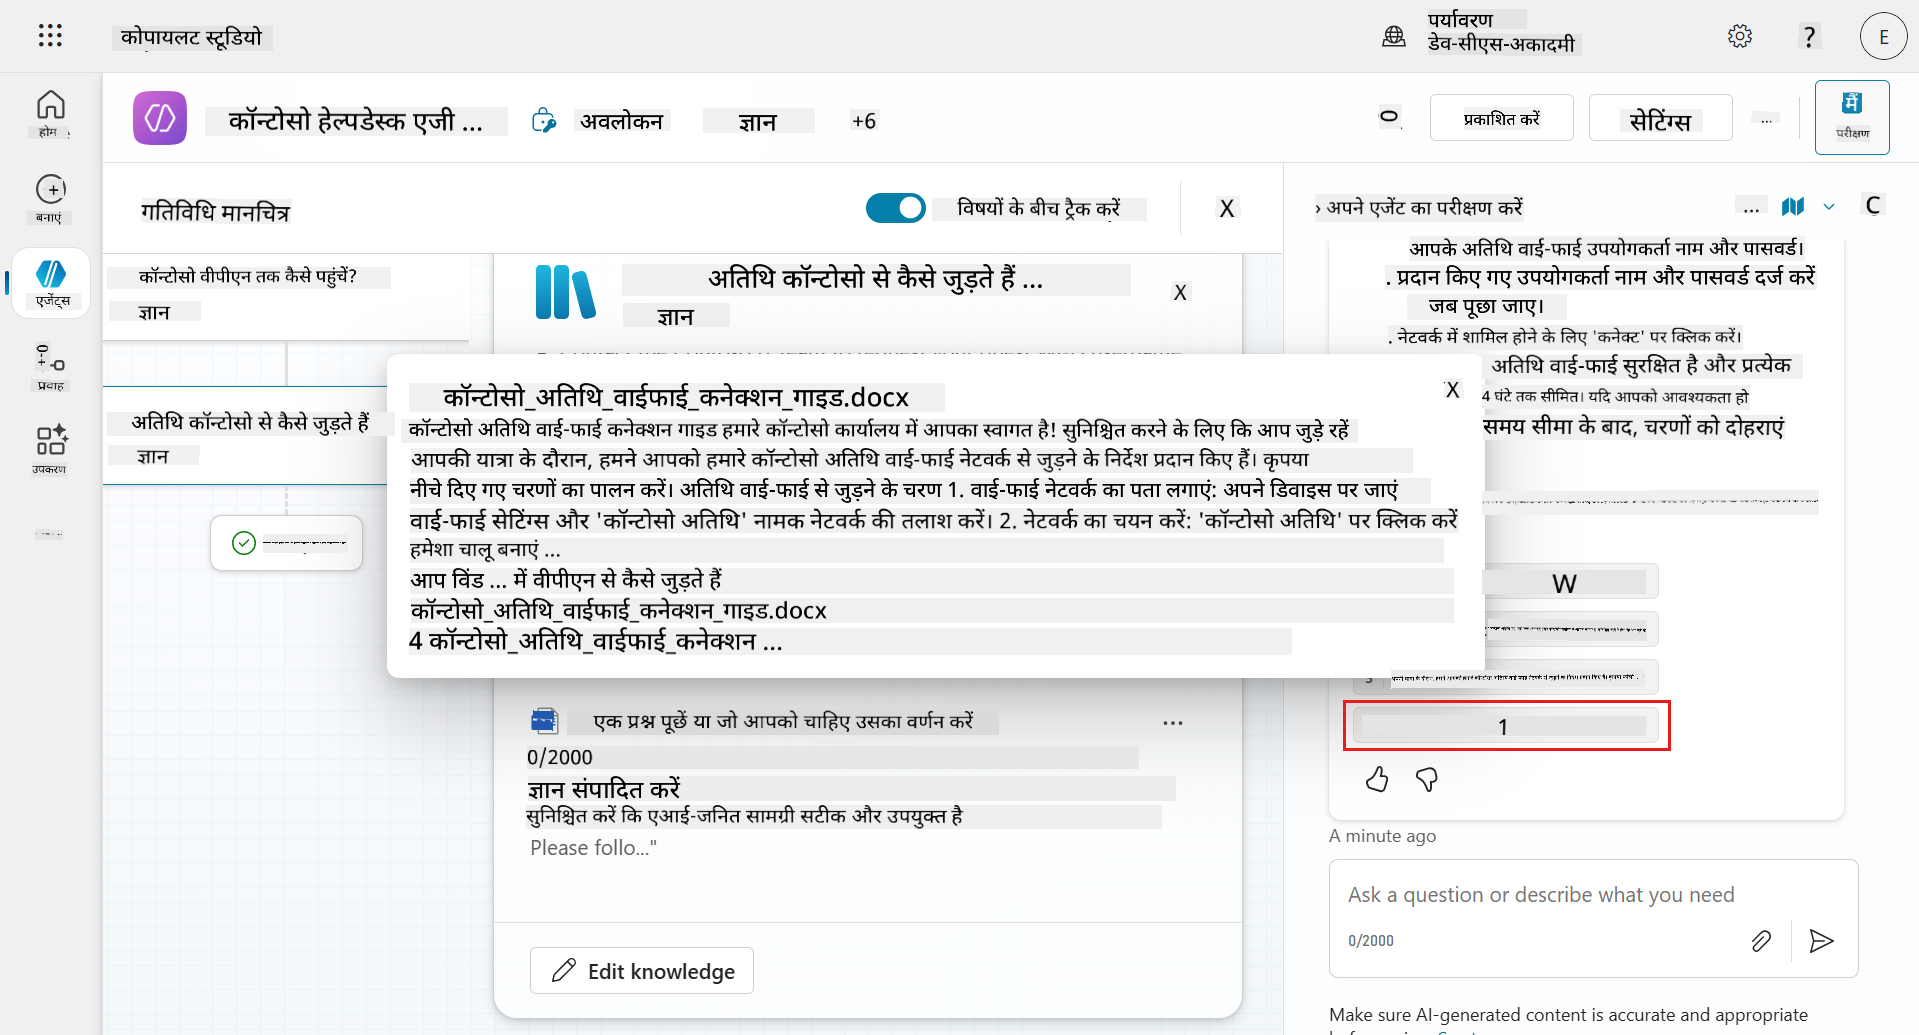 कोपायलट स्टूडियो
पर्यावरण
डेव-सीएस-अकादमी
?
E
होम
बनाएं
एजेंट्स
प्रवाह
उपकरण
कॉन्टोसो हेल्पडेस्क एजी ...
अवलोकन
ज्ञान
+6
प्रकाशित करें
सेटिंग्स
...
में
परीक्षण
गतिविधि मानचित्र
विषयों के बीच ट्रैक करें
X
कॉन्टोसो वीपीएन तक कैसे पहुंचें?
ज्ञान
अतिथि कॉन्टोसो से कैसे जुड़ते हैं
ज्ञान
अतिथि कॉन्टोसो से कैसे जुड़ते हैं ...
ज्ञान
X
कॉन्टोसो_अतिथि_वाईफाई_कनेक्शन_गाइड.docx
X
कॉन्टोसो अतिथि वाई-फाई कनेक्शन गाइड हमारे कॉन्टोसो कार्यालय में आपका स्वागत है! सुनिश्चित करने के लिए कि आप जुड़े रहें
आपकी यात्रा के दौरान, हमने आपको हमारे कॉन्टोसो अतिथि वाई-फाई नेटवर्क से जुड़ने के निर्देश प्रदान किए हैं। कृपया
नीचे दिए गए चरणों का पालन करें। अतिथि वाई-फाई से जुड़ने के चरण 1. वाई-फाई नेटवर्क का पता लगाएं: अपने डिवाइस पर जाएं
वाई-फाई सेटिंग्स और 'कॉन्टोसो अतिथि' नामक नेटवर्क की तलाश करें। 2. नेटवर्क का चयन करें: 'कॉन्टोसो अतिथि' पर क्लिक करें
हमेशा चालू बनाएं ...
आप विंड ... में वीपीएन से कैसे जुड़ते हैं
कॉन्टोसो_अतिथि_वाईफाई_कनेक्शन_गाइड.docx
4 कॉन्टोसो_अतिथि_वाईफाई_कनेक्शन ...
एक प्रश्न पूछें या जो आपको चाहिए उसका वर्णन करें
...
0/2000
ज्ञान संपादित करें
सुनिश्चित करें कि एआई-जनित सामग्री सटीक और उपयुक्त है
Please follo..."
Edit knowledge
› अपने एजेंट का परीक्षण करें
...
C
आपके अतिथि वाई-फाई उपयोगकर्ता नाम और पासवर्ड।
. प्रदान किए गए उपयोगकर्ता नाम और पासवर्ड दर्ज करें
जब पूछा जाए।
. नेटवर्क में शामिल होने के लिए 'कनेक्ट' पर क्लिक करें।
अतिथि वाई-फाई सुरक्षित है और प्रत्येक
4 घंटे तक सीमित। यदि आपको आवश्यकता हो
समय सीमा के बाद, चरणों को दोहराएं
W
1
A minute ago
Ask a question or describe what you need
0/2000
Make sure AI-generated content is accurate and appropriate